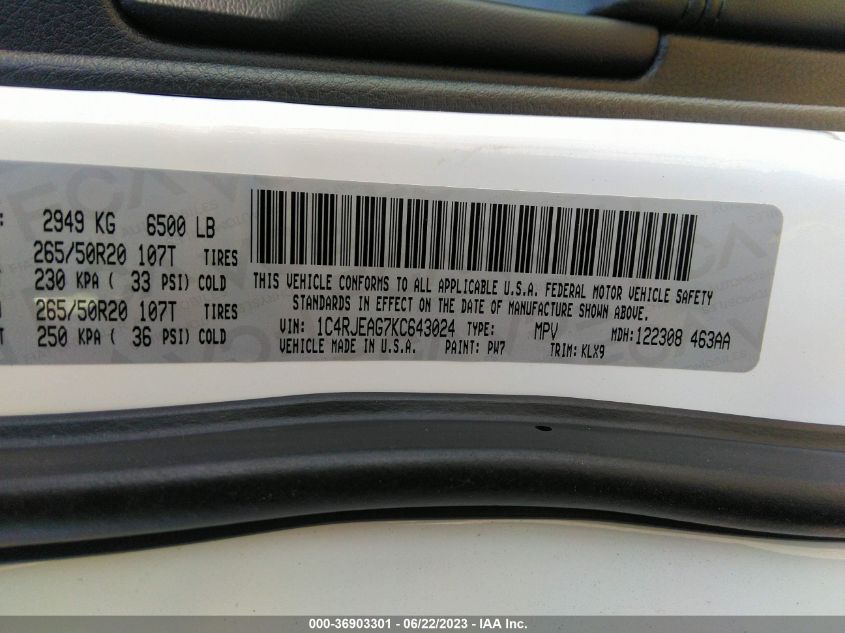 2949 KG 6500 LB
265/50R20 107T TIRES
230 KPA ( 33 PSI) COLD
265/50R20 107T TIRES
250 KPA ( 36 PSI) COLD
THIS VEHICLE CONFORMS TO ALL APPLICABLE U.S.A. FEDERAL MOTOR VEHICLE SAFETY
STANDARDS IN EFFECT ON THE DATE OF MANUFACTURE SHOWN ABOVE.
VIN: 1C4RJEAG7KC643024 TYPE: MPV MDH:122308 463AA
VEHICLE MADE IN U.S.A. PAINT: PW7 TRIM: KLX9
000-36903301 - 06/22/2023 - IAA Inc.